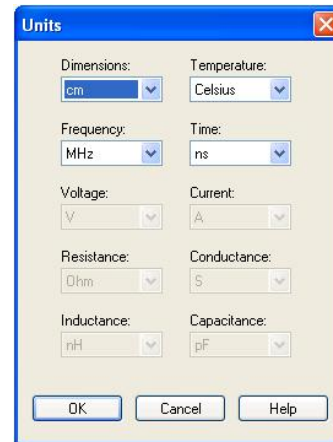 Units
Dimensions: Temperature:
cm Celsius
Frequency: Time:
MHz ns
Voltage: Current:
V A
Resistance: Conductance:
Ohm S
Inductance: Capacitance:
nH pF
OK Cancel Help